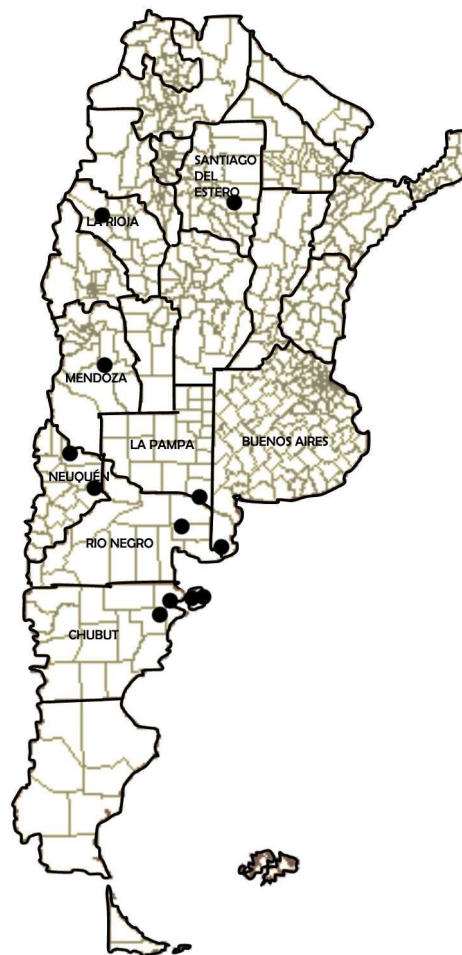 SANTIAGO
DEL
ESTERO
LA RIOJA
MENDOZA
LA PAMPA
BUENOS AIRES
NEUQUÉN
RIO NEGRO
CHUBUT